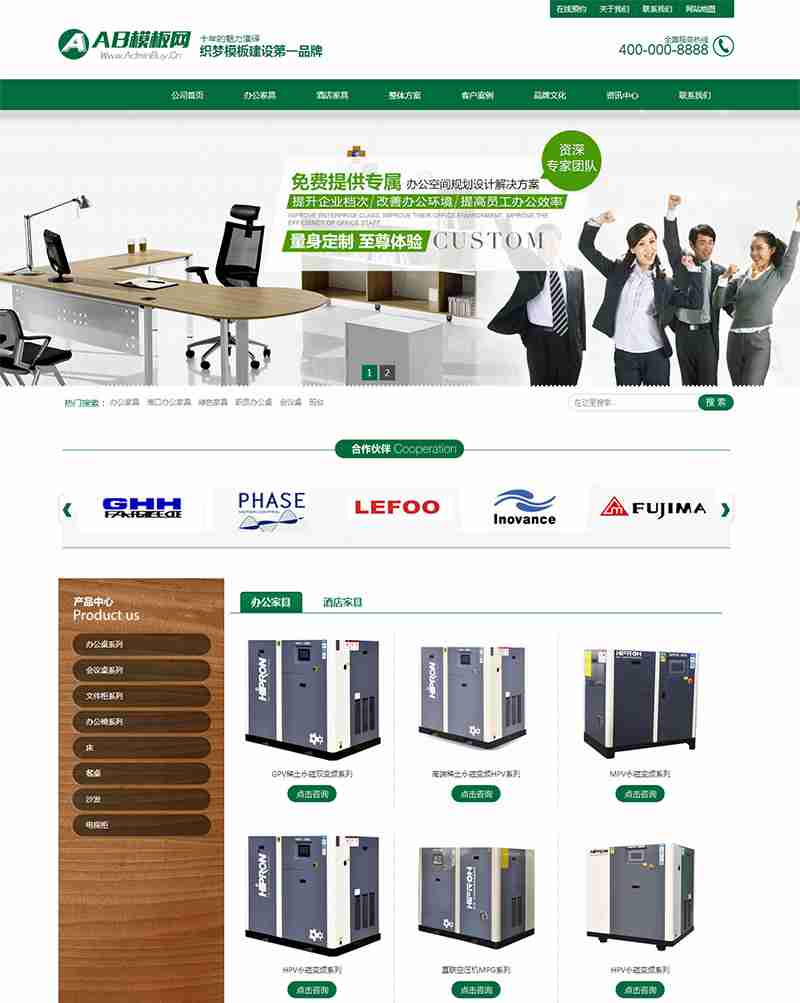 在线预约 关于我们 联系我们 网站地图
AB模板网
Www.AdminBuy.Cn
十年的魅力演绎
织梦模板建设第一品牌
全国服务热线
400-000-8888
公司首页 办公家具 酒店家具 整体方案 客户案例 品牌文化 资讯中心 联系我们
资深
专家团队
免费提供专属 办公空间规划设计解决方案
提升企业档次/改善办公环境/提高员工办公效率
IMPROVE ENTERPRISE CLASS, IMPROVE THEIR OFFICE ENVIRONMENT, IMPROVE THE
EFFICIENCY OF OFFICE STAFF
量身定制 至尊体验 CUSTOM
1 2
热门搜索： 办公家具 海口办公家具 绿色家具 职员办公桌 会议桌 班台
在这里搜索... 搜 索
合作伙伴 Cooperation
GHH
PHASE
LEFOO
Inovance
FUJIMA
产品中心
Product us
办公桌系列
会议桌系列
文件柜系列
办公椅系列
床
餐桌
沙发
电视柜
办公家具 酒店家具
HIPRON
HIPRON
HIPRON
GPV稀土永磁双变频系列
高端稀土永磁变频HPV系列
MPV永磁变频系列
点击咨询
点击咨询
点击咨询
HIPRON
HIPRON
HIPRON
HPV永磁变频系列
直联空压机MPG系列
HPV永磁变频系列
点击咨询
点击咨询
点击咨询